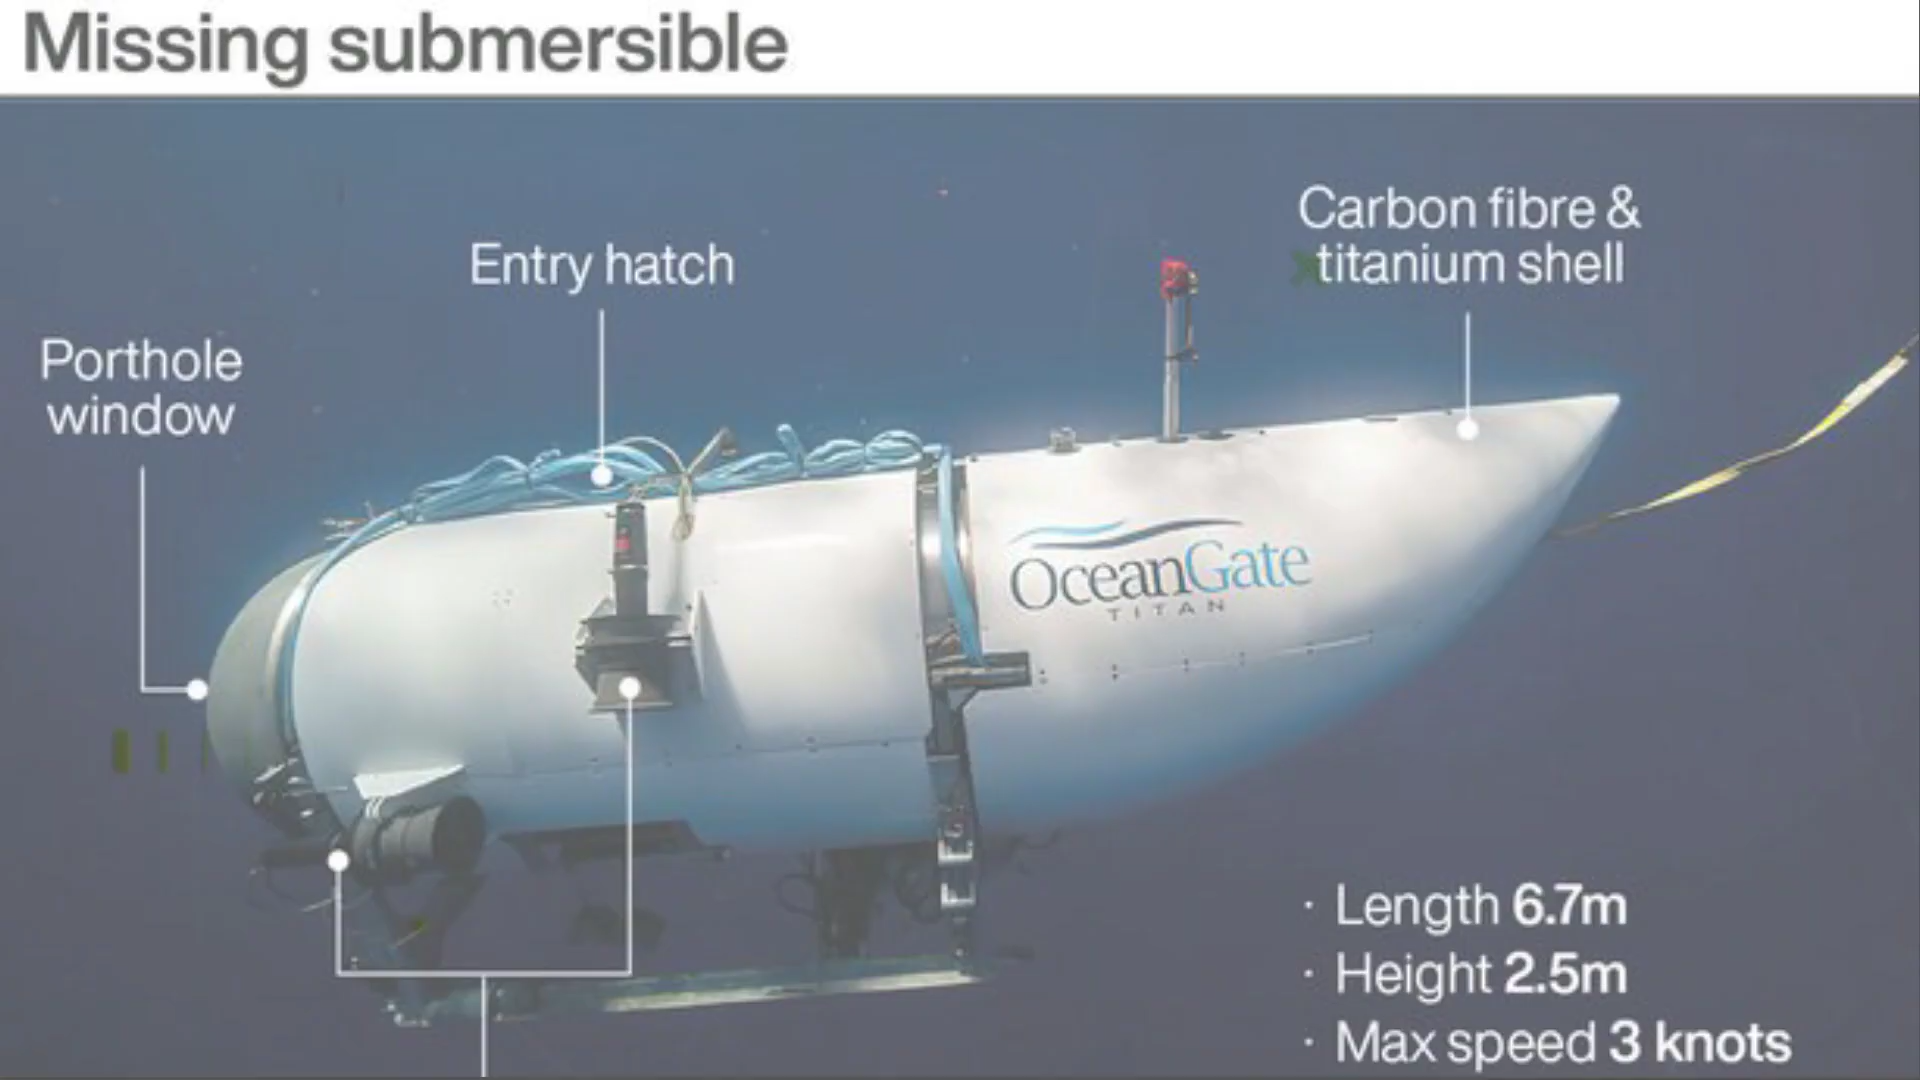 Missing submersible
Carbon fibre &
titanium shell
Entry hatch
Porthole
window
OceanGate
TITAN
· Length 6.7m
· Height 2.5m
· Max speed 3 knots